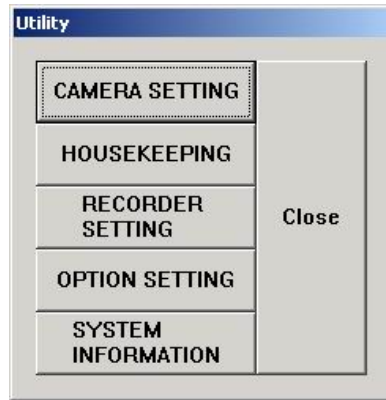 Utility
CAMERA SETTING
HOUSEKEEPING
RECORDER
SETTING
Close
OPTION SETTING
SYSTEM
INFORMATION